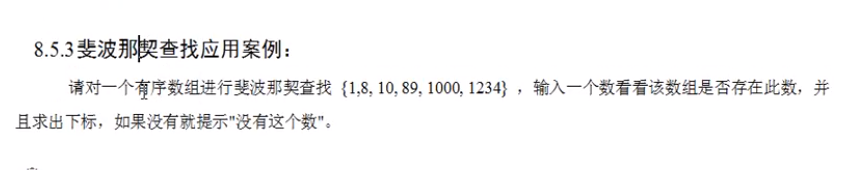 8.5.3斐波那契查找应用案例：
请对一个有序数组进行斐波那契查找 {1,8, 10, 89, 1000, 1234} ，输入一个数看看该数组是否存在此数，并
且求出下标，如果没有就提示"没有这个数"。